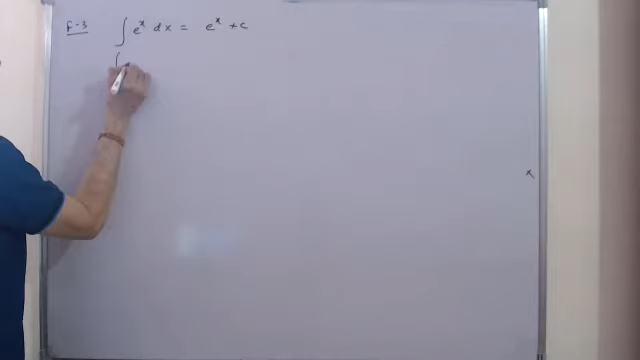 F-3 ∫ e^x dx = e^x + c
∫
x